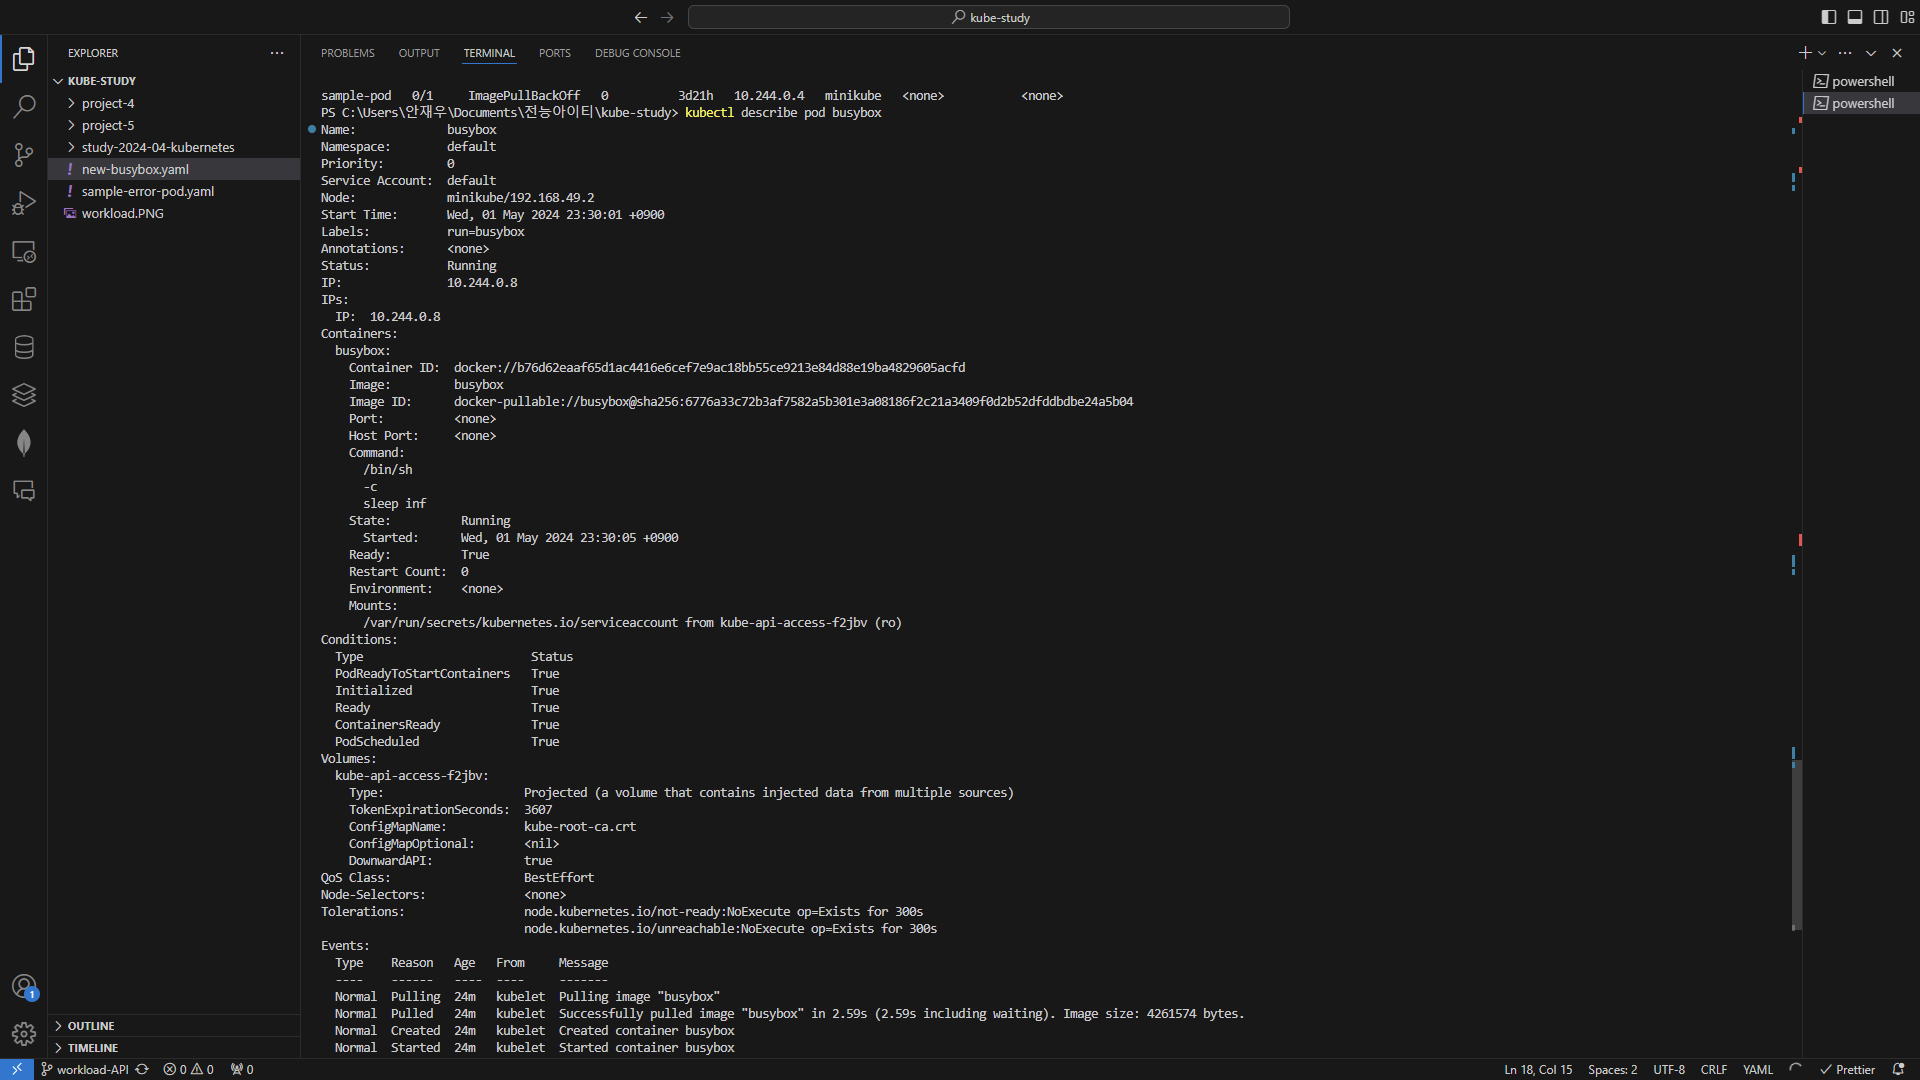 kube-study
EXPLORER
KUBE-STUDY
project-4
project-5
study-2024-04-kubernetes
! new-busybox.yaml
! sample-error-pod.yaml
workload.PNG
OUTLINE
TIMELINE
PROBLEMS OUTPUT TERMINAL PORTS DEBUG CONSOLE
powershell
powershell
sample-pod 0/1 ImagePullBackOff 0 3d21h 10.244.0.4 minikube <none> <none>
PS C:\Users\안재우\Documents\전능아이티\kube-study> kubectl describe pod busybox
Name: busybox
Namespace: default
Priority: 0
Service Account: default
Node: minikube/192.168.49.2
Start Time: Wed, 01 May 2024 23:30:01 +0900
Labels: run=busybox
Annotations: <none>
Status: Running
IP: 10.244.0.8
IPs:
IP: 10.244.0.8
Containers:
busybox:
Container ID: docker://b76d62eaaf65d1ac4416e6cef7e9ac18bb55ce9213e84d88e19ba4829605acfd
Image: busybox
Image ID: docker-pullable://busybox@sha256:6776a33c72b3af7582a5b301e3a08186f2c21a3409f0d2b52dfddbdbe24a5b04
Port: <none>
Host Port: <none>
Command:
/bin/sh
-c
sleep inf
State: Running
Started: Wed, 01 May 2024 23:30:05 +0900
Ready: True
Restart Count: 0
Environment: <none>
Mounts:
/var/run/secrets/kubernetes.io/serviceaccount from kube-api-access-f2jbv (ro)
Conditions:
Type Status
PodReadyToStartContainers True
Initialized True
Ready True
ContainersReady True
PodScheduled True
Volumes:
kube-api-access-f2jbv:
Type: Projected (a volume that contains injected data from multiple sources)
TokenExpirationSeconds: 3607
ConfigMapName: kube-root-ca.crt
ConfigMapOptional: <nil>
DownwardAPI: true
QoS Class: BestEffort
Node-Selectors: <none>
Tolerations: node.kubernetes.io/not-ready:NoExecute op=Exists for 300s
node.kubernetes.io/unreachable:NoExecute op=Exists for 300s
Events:
Type Reason Age From Message
---- ------ ---- ---- -------
Normal Pulling 24m kubelet Pulling image "busybox"
Normal Pulled 24m kubelet Successfully pulled image "busybox" in 2.59s (2.59s including waiting). Image size: 4261574 bytes.
Normal Created 24m kubelet Created container busybox
Normal Started 24m kubelet Started container busybox
1
workload-API 0 0 0 Ln 18, Col 15 Spaces: 2 UTF-8 CRLF YAML Prettier